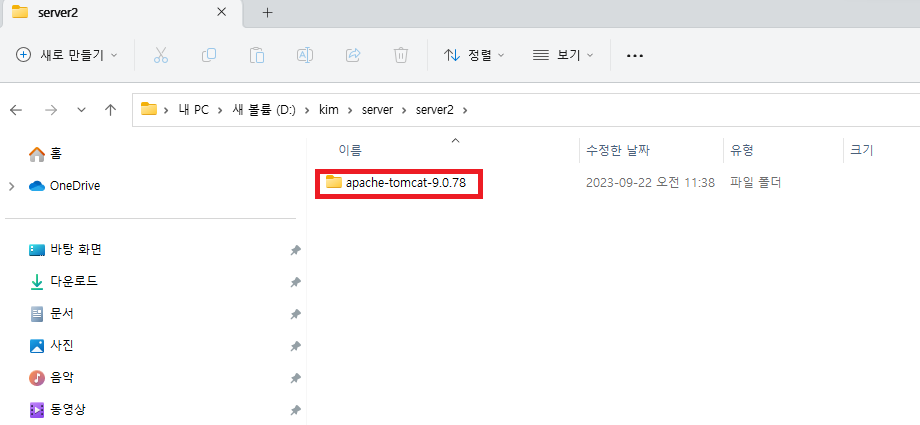 server2
새로 만들기
정렬
보기
내 PC > 새 볼륨 (D:) > kim > server > server2 >
홈
OneDrive
바탕 화면
다운로드
문서
사진
음악
동영상
이름 수정한 날짜 유형 크기
apache-tomcat-9.0.78 2023-09-22 오전 11:38 파일 폴더